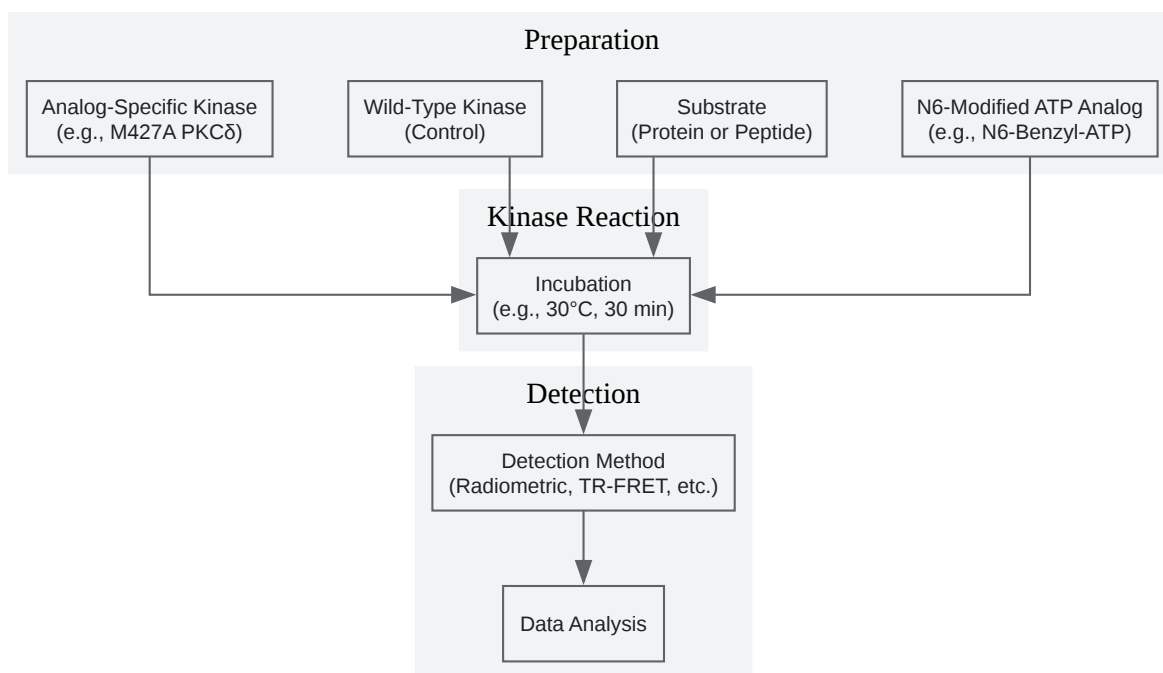 Preparation
Analog-Specific Kinase
(e.g., M427A PKCδ)
Wild-Type Kinase
(Control)
Substrate
(Protein or Peptide)
N6-Modified ATP Analog
(e.g., N6-Benzyl-ATP)
Kinase Reaction
Incubation
(e.g., 30°C, 30 min)
Detection
Detection Method
(Radiometric, TR-FRET, etc.)
Data Analysis